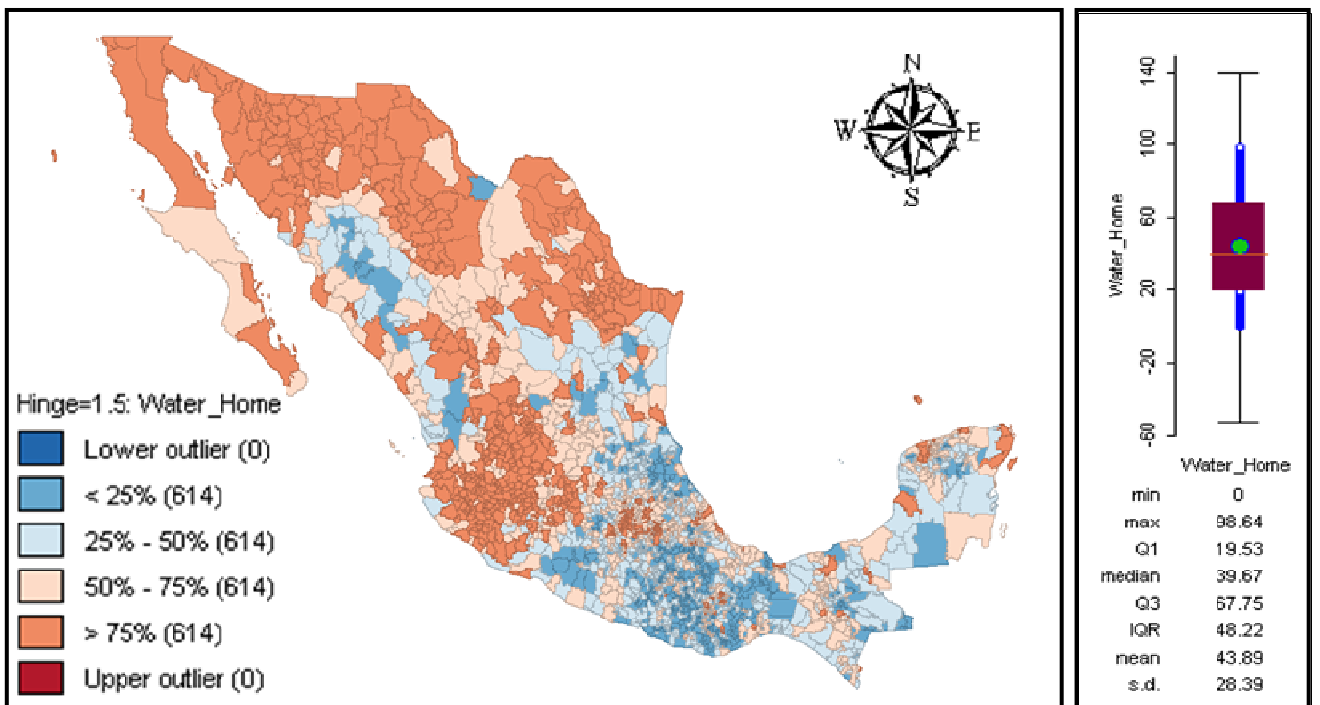 N
W E
S
Hinge=1.5: Water_Home
Lower outlier (0)
< 25% (614)
25% - 50% (614)
50% - 75% (614)
> 75% (614)
Upper outlier (0)
140
100
60
20
-20
-60
Water_Home
Water_Home
min 0
max 98.64
Q1 19.53
median 39.67
Q3 67.75
IQR 48.22
mean 43.89
s.d. 28.39